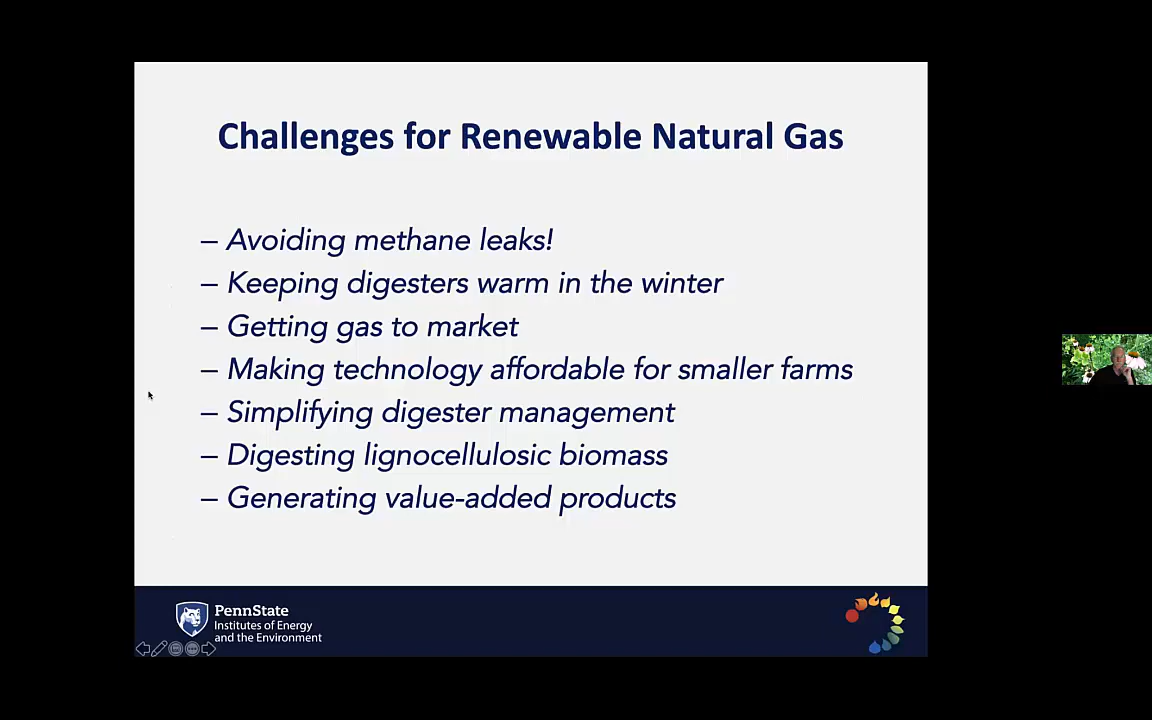 Challenges for Renewable Natural Gas
– Avoiding methane leaks!
– Keeping digesters warm in the winter
– Getting gas to market
– Making technology affordable for smaller farms
– Simplifying digester management
– Digesting lignocellulosic biomass
– Generating value-added products
PennState
Institutes of Energy
and the Environment